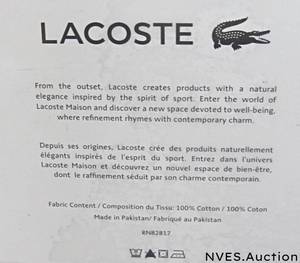 LACOSTE
From the outset, Lacoste creates products with a natural
elegance inspired by the spirit of sport. Enter the world of
Lacoste Maison and discover a new space devoted to well-being,
where refinement rhymes with contemporary charm.
Depuis ses origines, Lacoste crée des produits naturellement
élégants inspirés de l'esprit du sport. Entrez dans l'univers
Lacoste Maison et découvrez un nouvel espace de bien-être,
dont le raffinement séduit par son charme contemporain.
Fabric Content / Composition du Tissu: 100% Cotton / 100% Coton
Made in Pakistan/ Fabriqué au Pakistan
RN82817
NVES.Auction